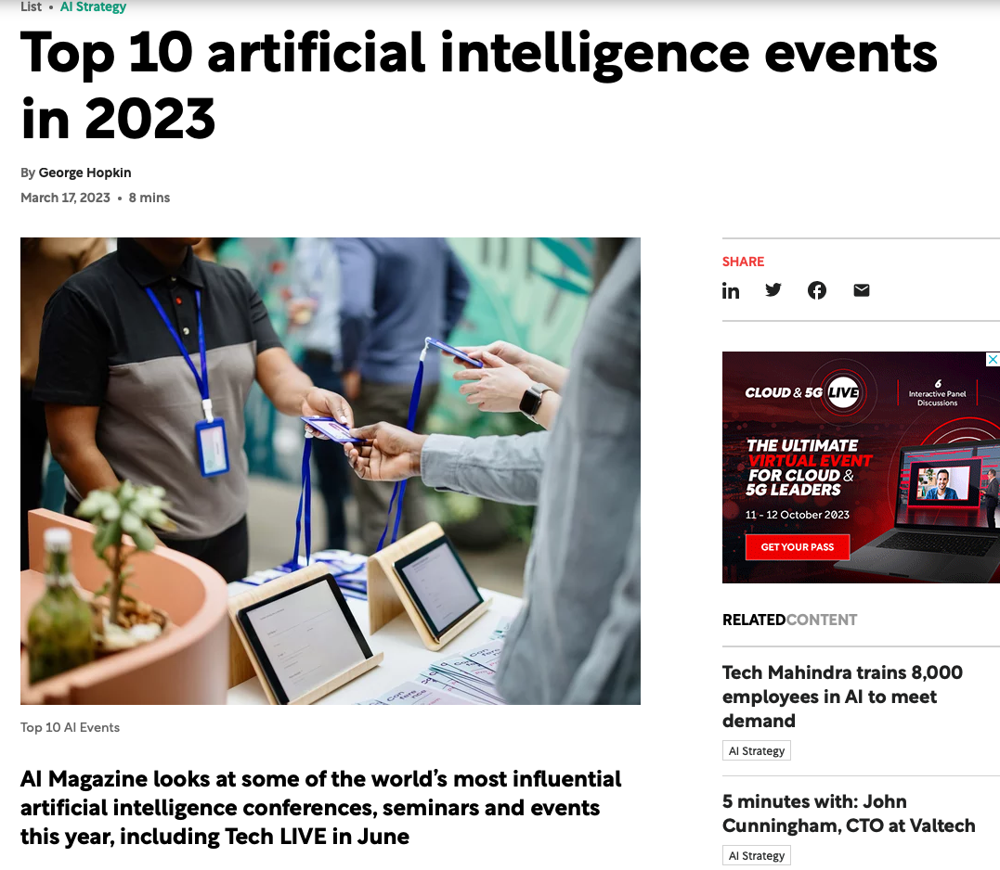 List • AI Strategy
Top 10 artificial intelligence events
in 2023
By George Hopkin
March 17, 2023 • 8 mins
Top 10 AI Events
AI Magazine looks at some of the world's most influential
artificial intelligence conferences, seminars and events
this year, including Tech LIVE in June
SHARE
CLOUD & 5G LIVE
6
Interactive Panel
Discussions
THE ULTIMATE
VIRTUAL EVENT
FOR CLOUD &
5G LEADERS
11 - 12 October 2023
GET YOUR PASS
RELATEDCONTENT
Tech Mahindra trains 8,000
employees in AI to meet
demand
AI Strategy
5 minutes with: John
Cunningham, CTO at Valtech
AI Strategy